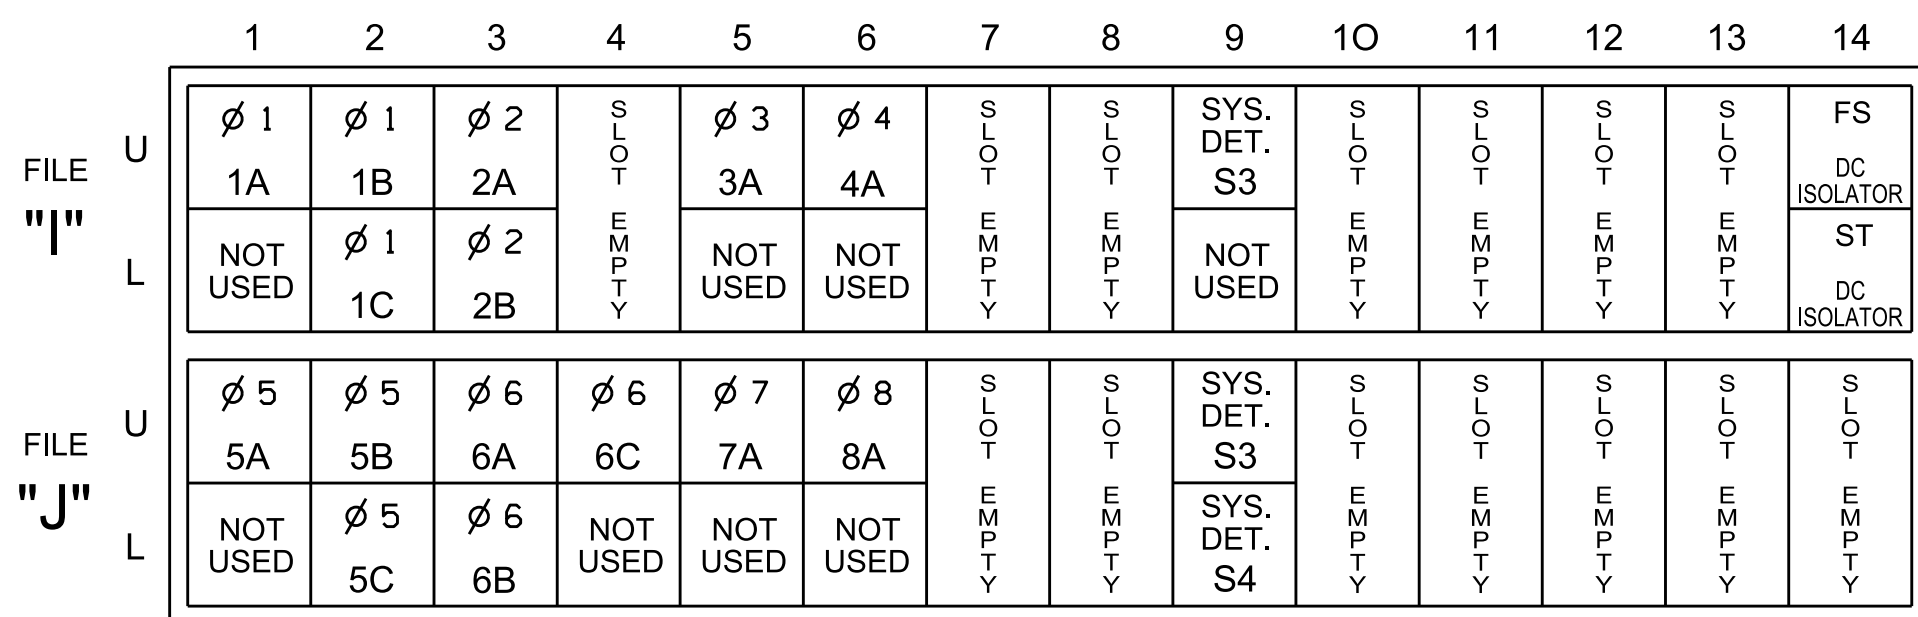 1 2 3 4 5 6 7 8 9 10 11 12 13 14
FILE "I"
U
ø 1 1A
ø 1 1B
ø 2 2A
SLOT EMPTY
ø 3 3A
ø 4 4A
SLOT EMPTY
SLOT EMPTY
SYS. DET. S3
SLOT EMPTY
SLOT EMPTY
SLOT EMPTY
SLOT EMPTY
FS DC ISOLATOR
L
NOT USED
ø 1 1C
ø 2 2B
NOT USED
NOT USED
NOT USED
ST DC ISOLATOR
FILE "J"
U
ø 5 5A
ø 5 5B
ø 6 6A
ø 6 6C
ø 7 7A
ø 8 8A
SLOT EMPTY
SLOT EMPTY
SYS. DET. S3
SLOT EMPTY
SLOT EMPTY
SLOT EMPTY
SLOT EMPTY
SLOT EMPTY
L
NOT USED
ø 5 5C
ø 6 6B
NOT USED
NOT USED
NOT USED
SYS. DET. S4